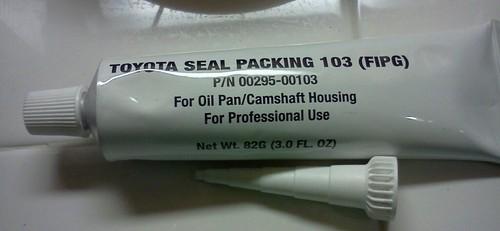 TOYOTA SEAL PACKING 103 (FIPG)
P/N 00295-00103
For Oil Pan/Camshaft Housing
For Professional Use
Net Wt. 82G (3.0 FL. OZ)